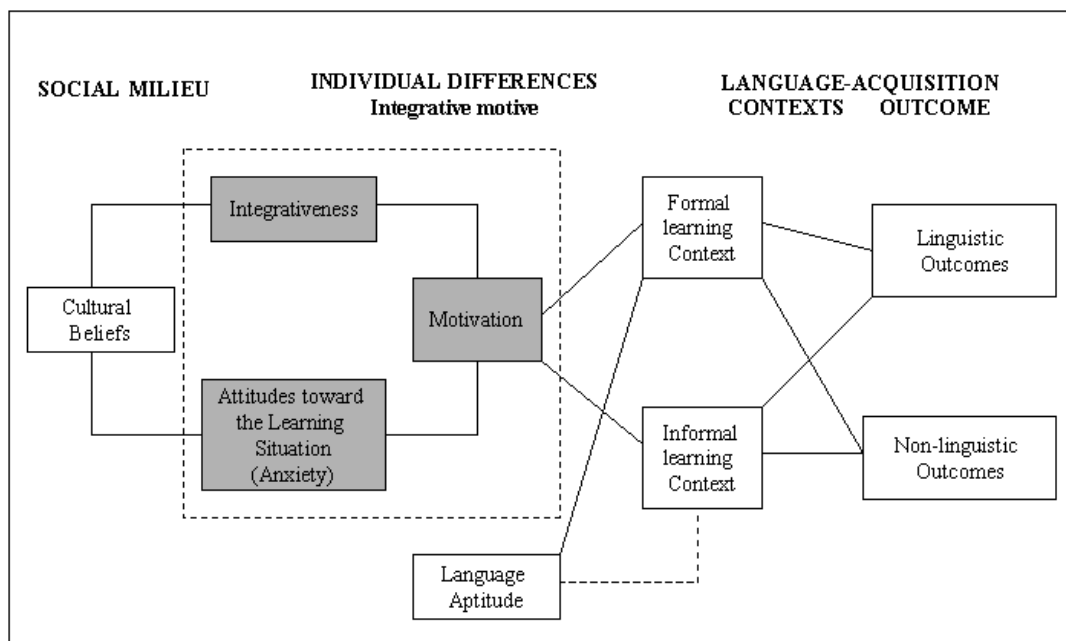 SOCIAL MILIEU
INDIVIDUAL DIFFERENCES
Integrative motive
LANGUAGE-ACQUISITION
CONTEXTS OUTCOME
Integrativeness
Cultural
Beliefs
Motivation
Attitudes toward
the Learning
Situation
(Anxiety)
Formal
learning
Context
Linguistic
Outcomes
Informal
learning
Context
Non-linguistic
Outcomes
Language
Aptitude